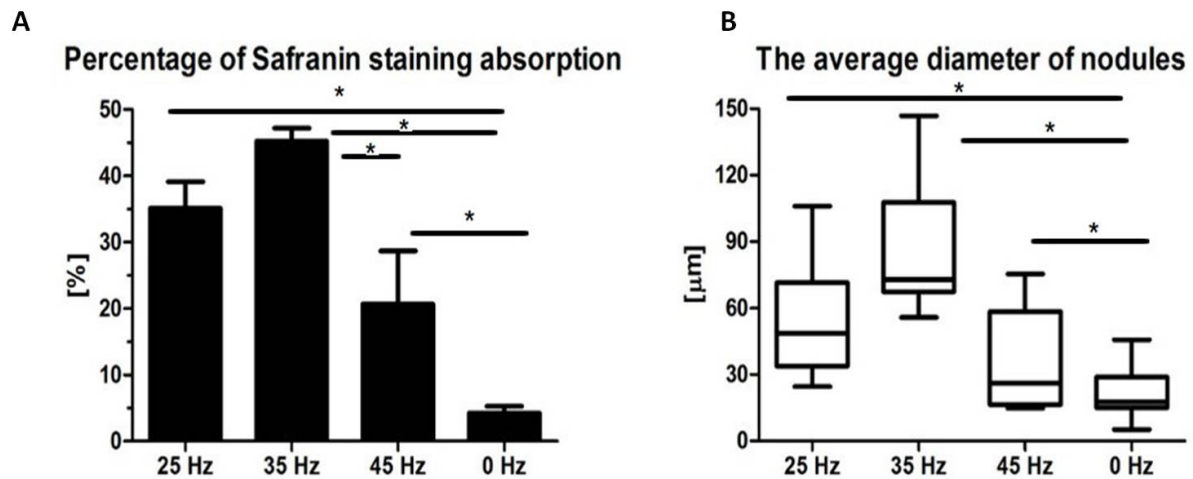 A
Percentage of Safranin staining absorption
*
*
*
*
50
40
30
20
10
0
[%]
25 Hz 35 Hz 45 Hz 0 Hz
B
The average diameter of nodules
*
*
*
150
120
90
60
30
0
[µm]
25 Hz 35 Hz 45 Hz 0 Hz